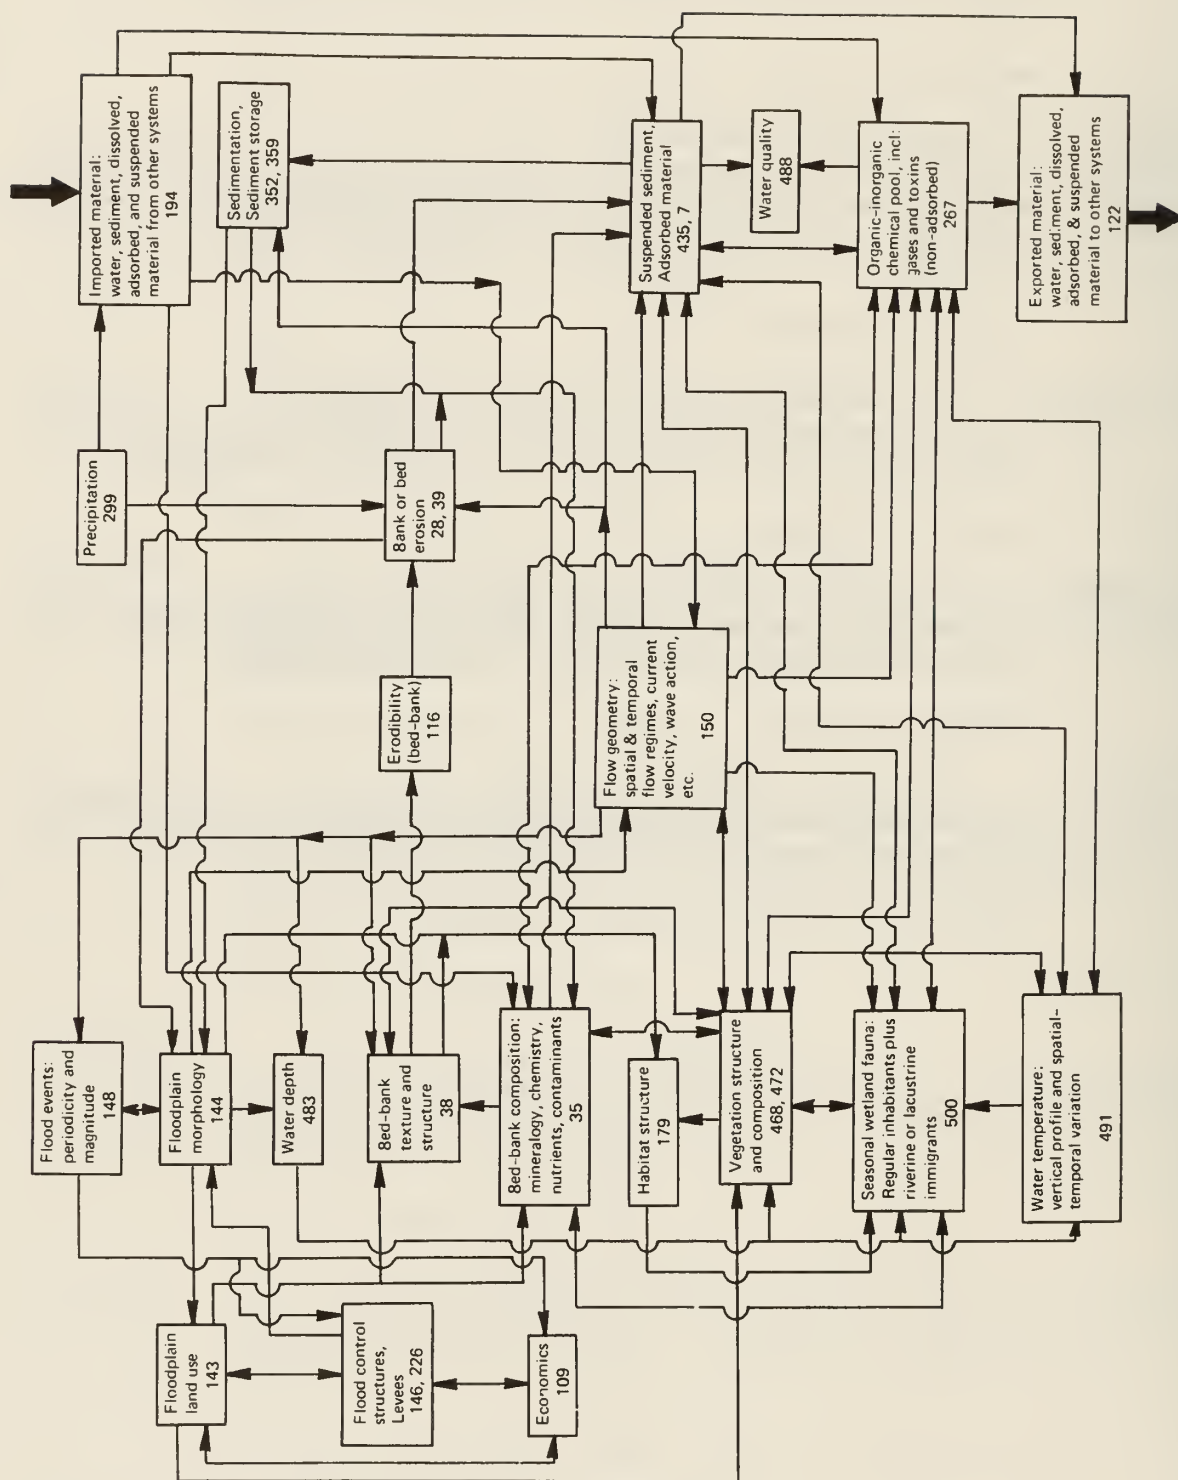 Imported material:
water, sediment, dissolved,
adsorbed, and suspended
material from other systems
194
Sedimentation,
Sediment storage
352, 359
Suspended sediment,
Adsorbed material
435, 7
Water quality
488
Organic-inorganic
chemical pool, incl:
gases and toxins
(non-adsorbed)
267
Exported material:
water, sediment, dissolved,
adsorbed, & suspended
material to other systems
122
Precipitation
299
Bank or bed
erosion
28, 39
Erodibility
(bed-bank)
116
Flow geometry:
spatial & temporal
flow regimes, current
velocity, wave action,
etc.
150
Flood events:
periodicity and
magnitude
148
Floodplain
morphology
144
Water depth
483
Bed-bank
texture and
structure
38
Bed-bank composition:
mineralogy, chemistry,
nutrients, contaminants
35
Habitat structure
179
Vegetation structure
and composition
468, 472
Seasonal wetland fauna:
Regular inhabitants plus
riverine or lacustrine
immigrants
500
Water temperature:
vertical profile and spatial-
temporal variation
491
Floodplain
land use
143
Flood control
structures,
Levees
146, 226
Economics
109